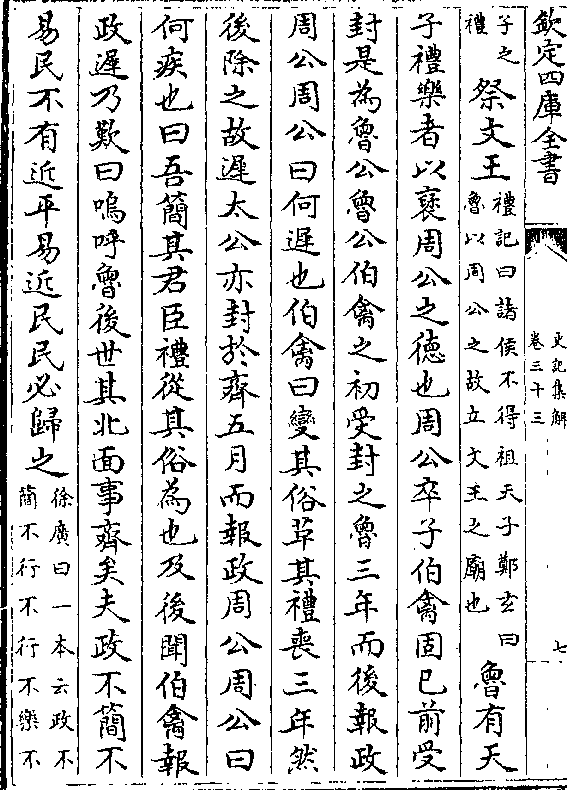 欽定四庫全書
史記集解
卷三十三
七
子之
禮
祭文王
禮記曰諸侯不得祖天子鄭玄曰
魯以周公之故立文王之廟也
魯有天
子禮樂者以襃周公之徳也周公卒子伯禽固已前受
封是為魯公魯公伯禽之初受封之魯三年而後報政
周公周公曰何遲也伯禽曰變其俗革其禮喪三年然
後除之故遲太公亦封於齊五月而報政周公周公曰
何疾也曰吾簡其君臣禮從其俗為也及後聞伯禽報
政遲乃歎曰嗚呼魯後世其北面事齊矣夫政不簡不
易民不有近平易近民民必歸之
徐廣曰一本云政不
簡不行不行不樂不